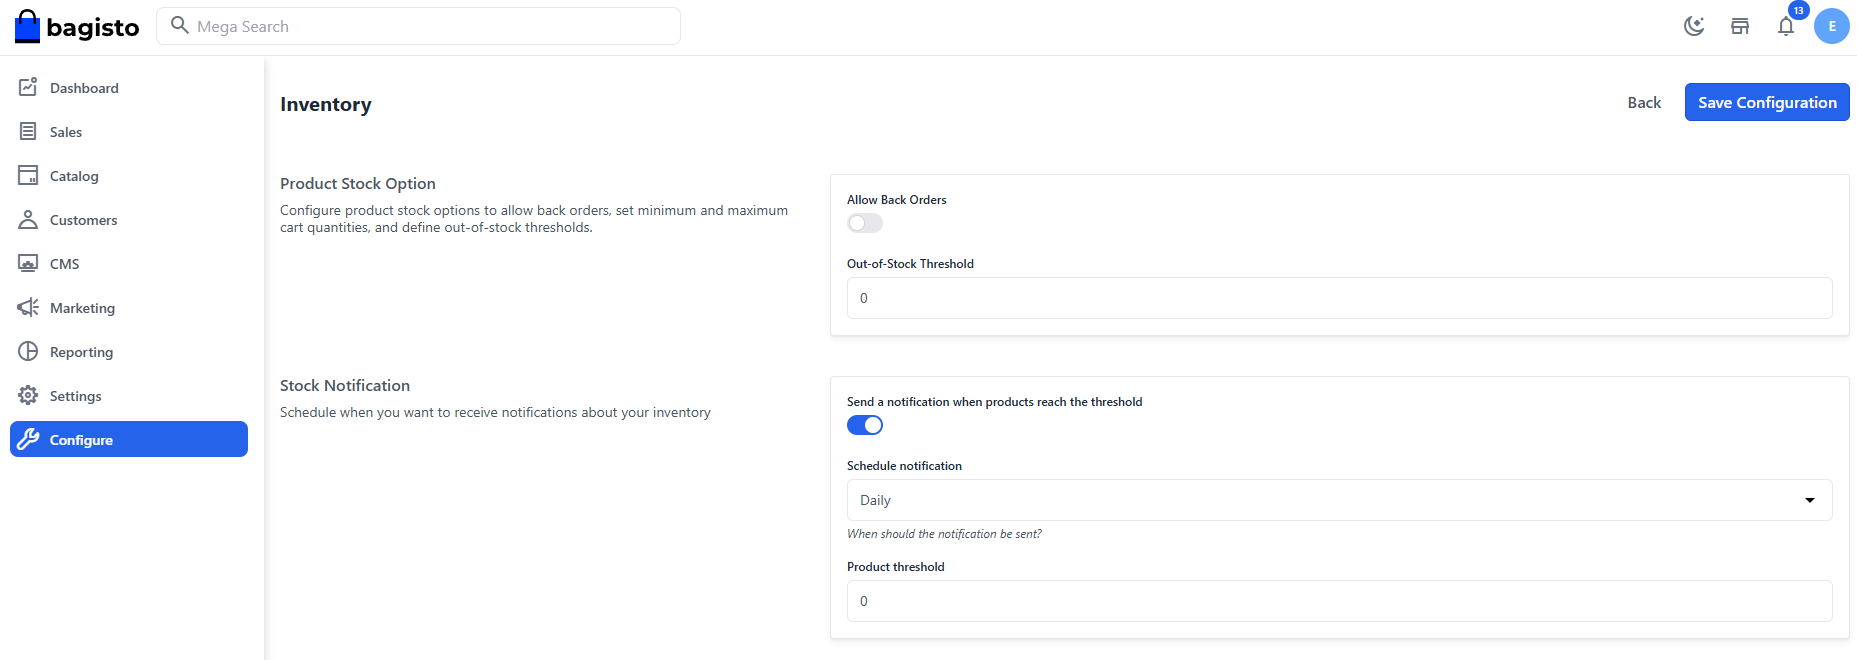 bagisto
Mega Search
13
E
Dashboard
Sales
Catalog
Customers
CMS
Marketing
Reporting
Settings
Configure
Inventory
Back
Save Configuration
Product Stock Option
Configure product stock options to allow back orders, set minimum and maximum
cart quantities, and define out-of-stock thresholds.
Allow Back Orders
Out-of-Stock Threshold
0
Stock Notification
Schedule when you want to receive notifications about your inventory
Send a notification when products reach the threshold
Schedule notification
Daily
When should the notification be sent?
Product threshold
0